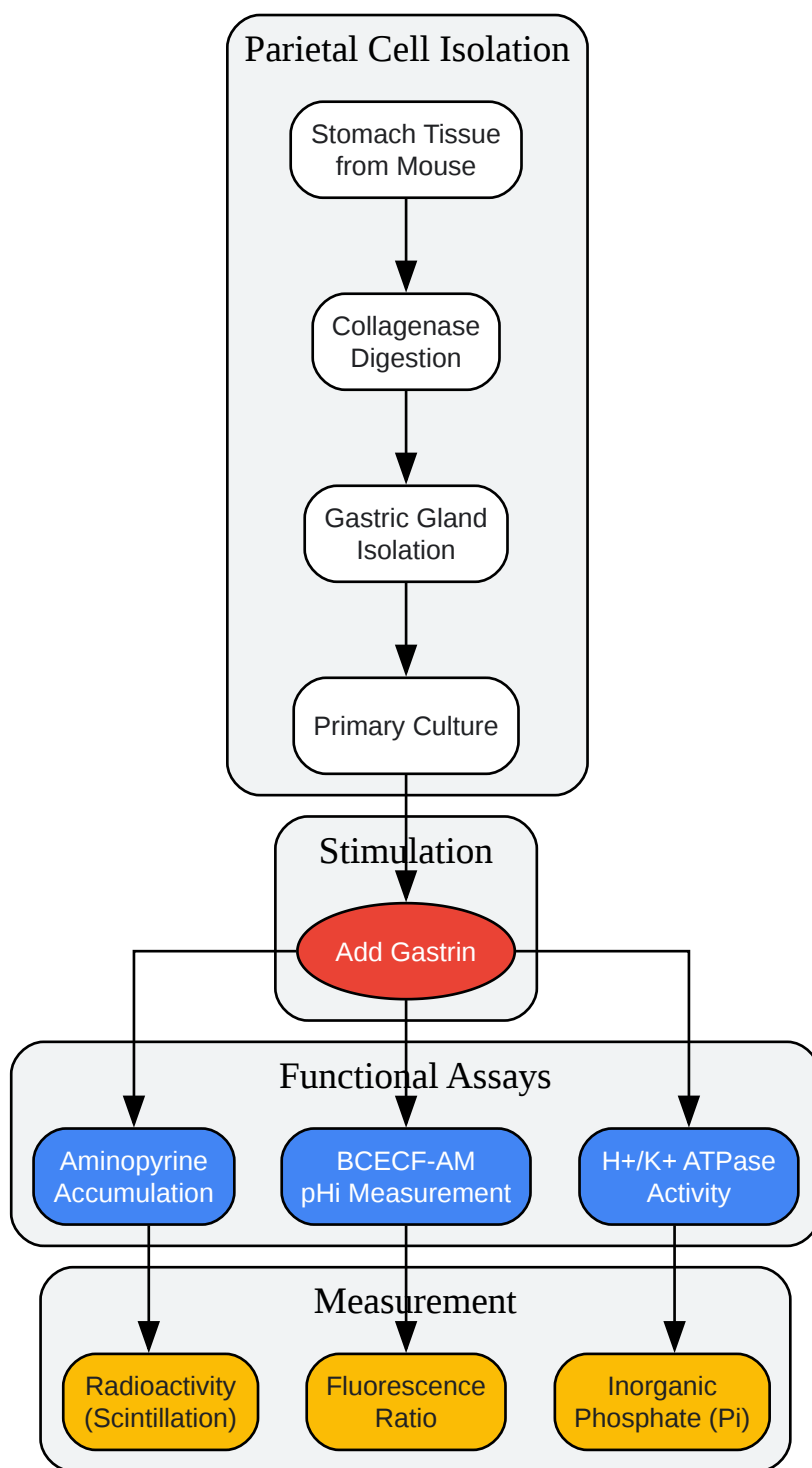 Parietal Cell Isolation
Stomach Tissue
from Mouse
Collagenase
Digestion
Gastric Gland
Isolation
Primary Culture
Stimulation
Add Gastrin
Functional Assays
Aminopyrine
Accumulation
BCECF-AM
pHi Measurement
H+/K+ ATPase
Activity
Measurement
Radioactivity
(Scintillation)
Fluorescence
Ratio
Inorganic
Phosphate (Pi)